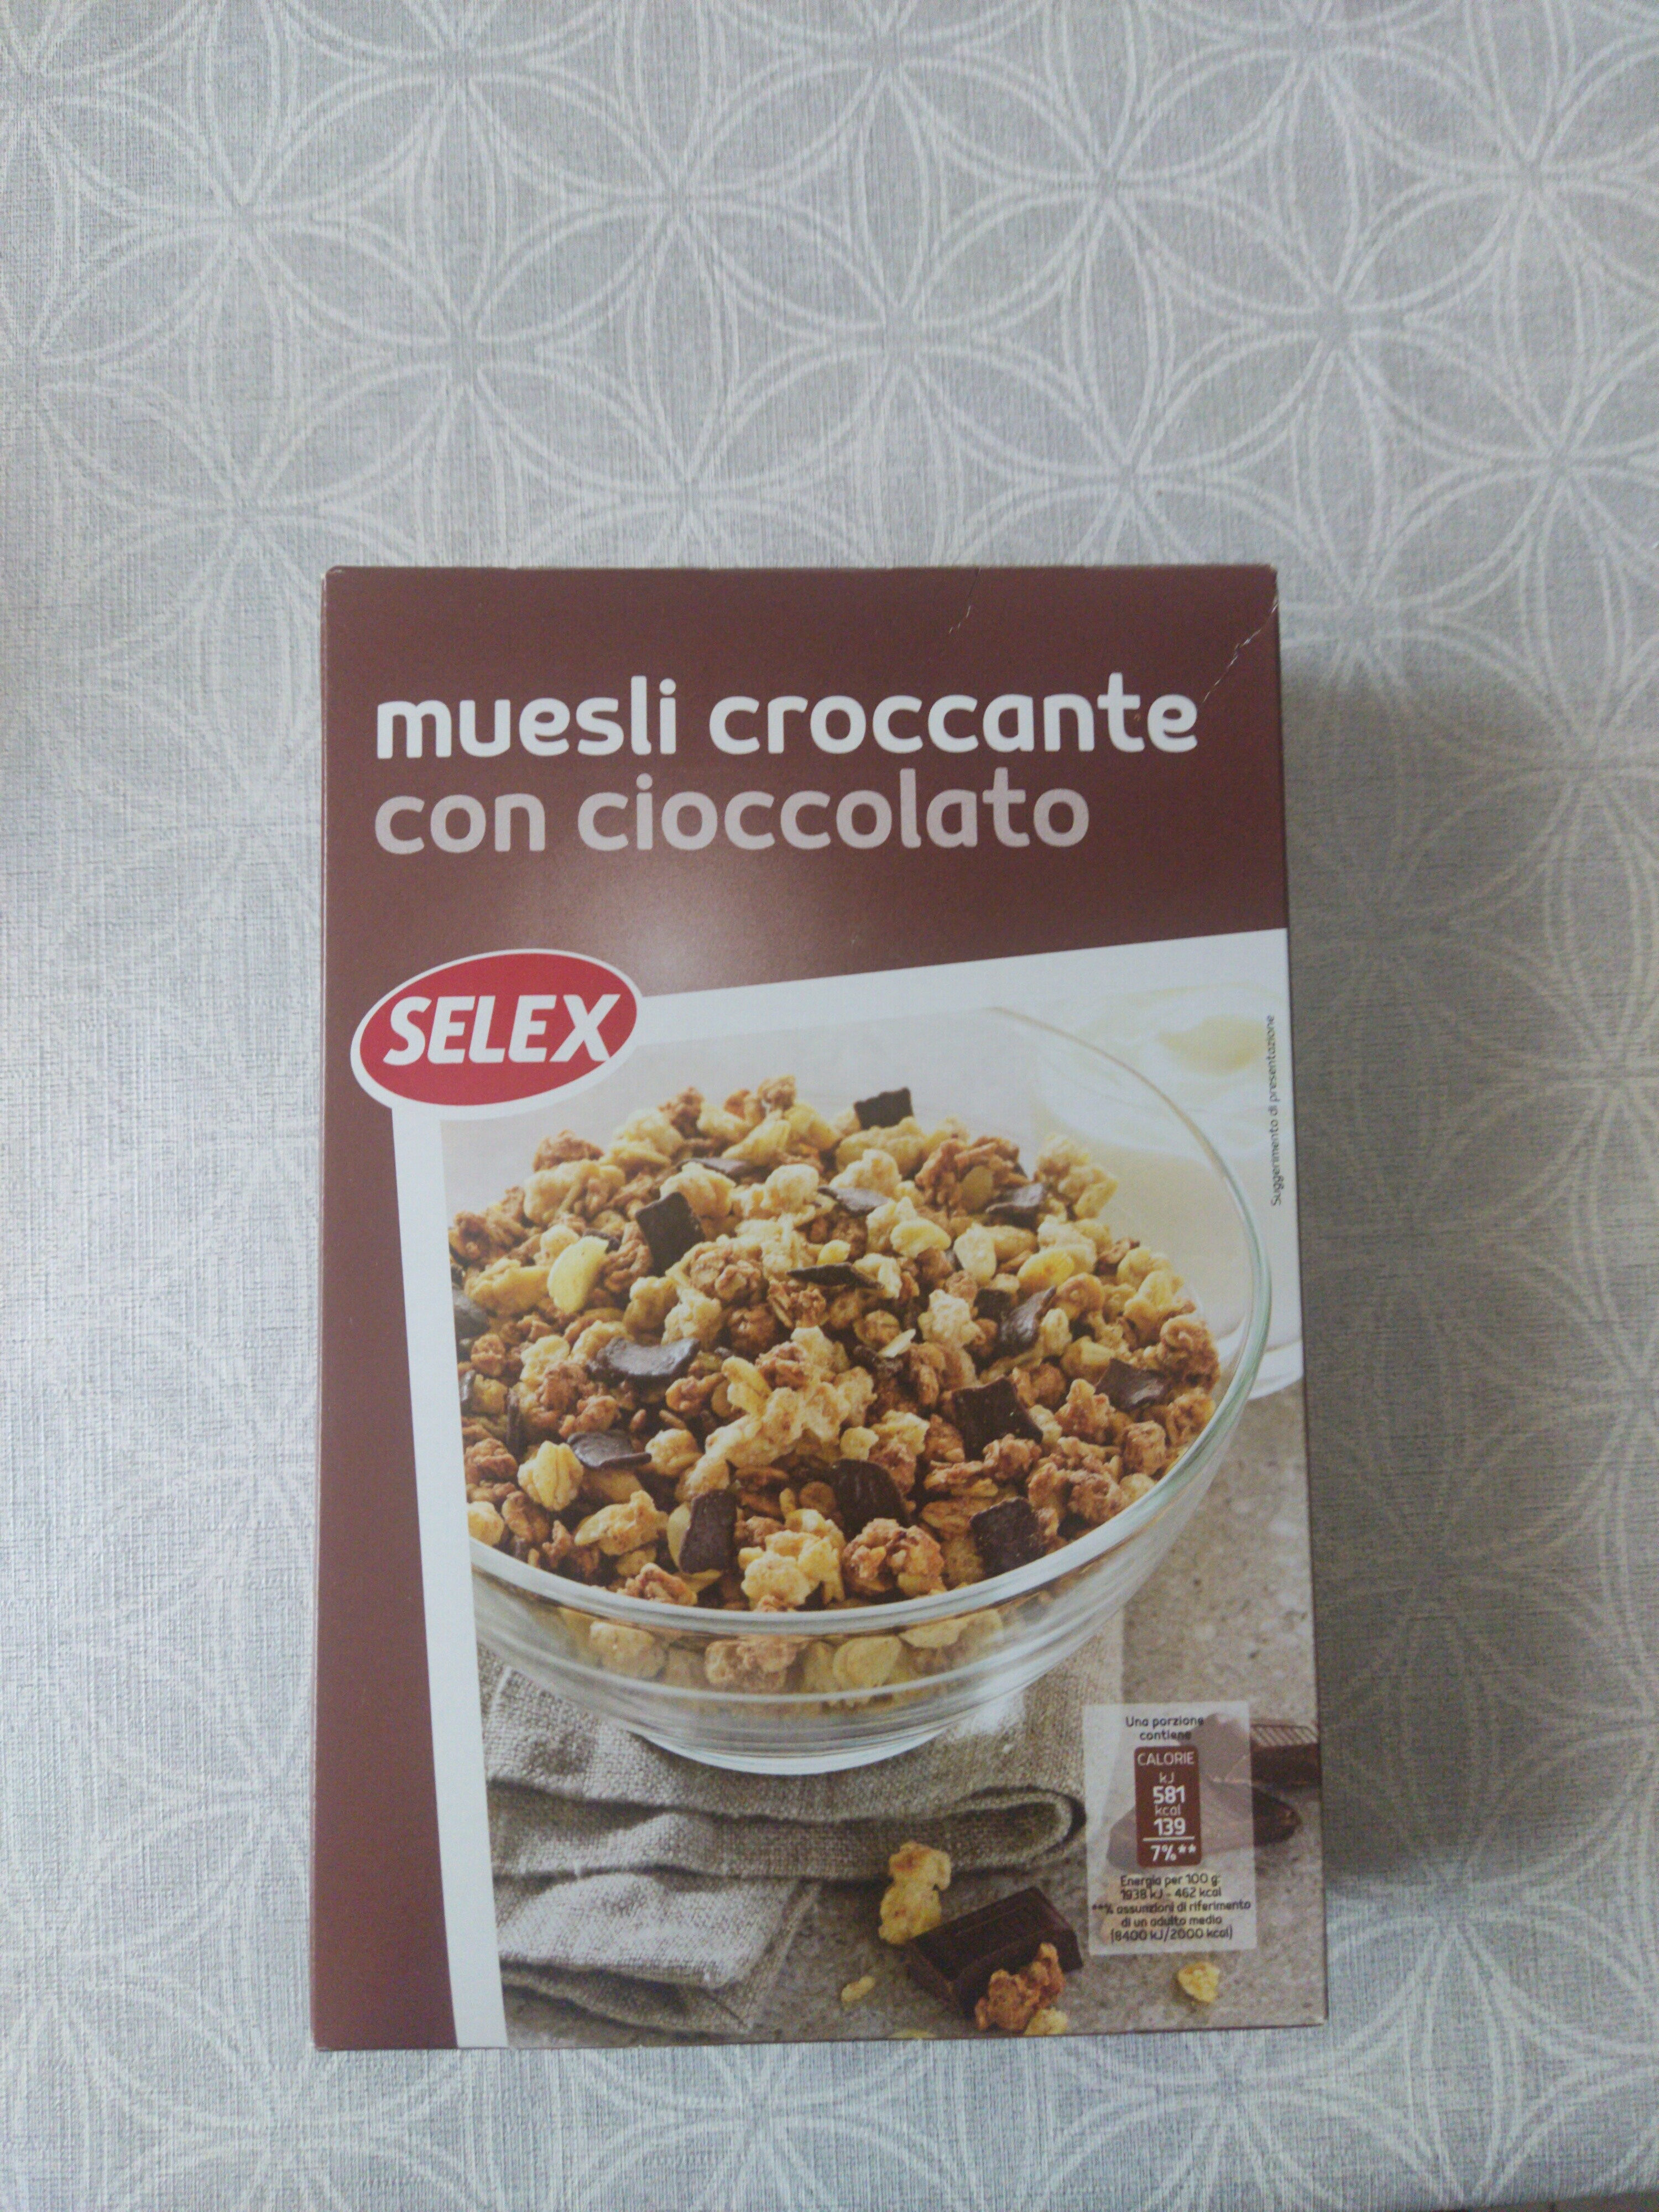 muesli croccante
con cioccolato
SELEX
Suggerimento di presentazione
Una porzione
contiene
CALORIE
kJ
581
kcal
139
7%**
Energia per 100 g:
1938 kJ - 462 kcal
**% assunzioni di riferimento
di un adulto medio
(8400 kJ/2000 kcal)